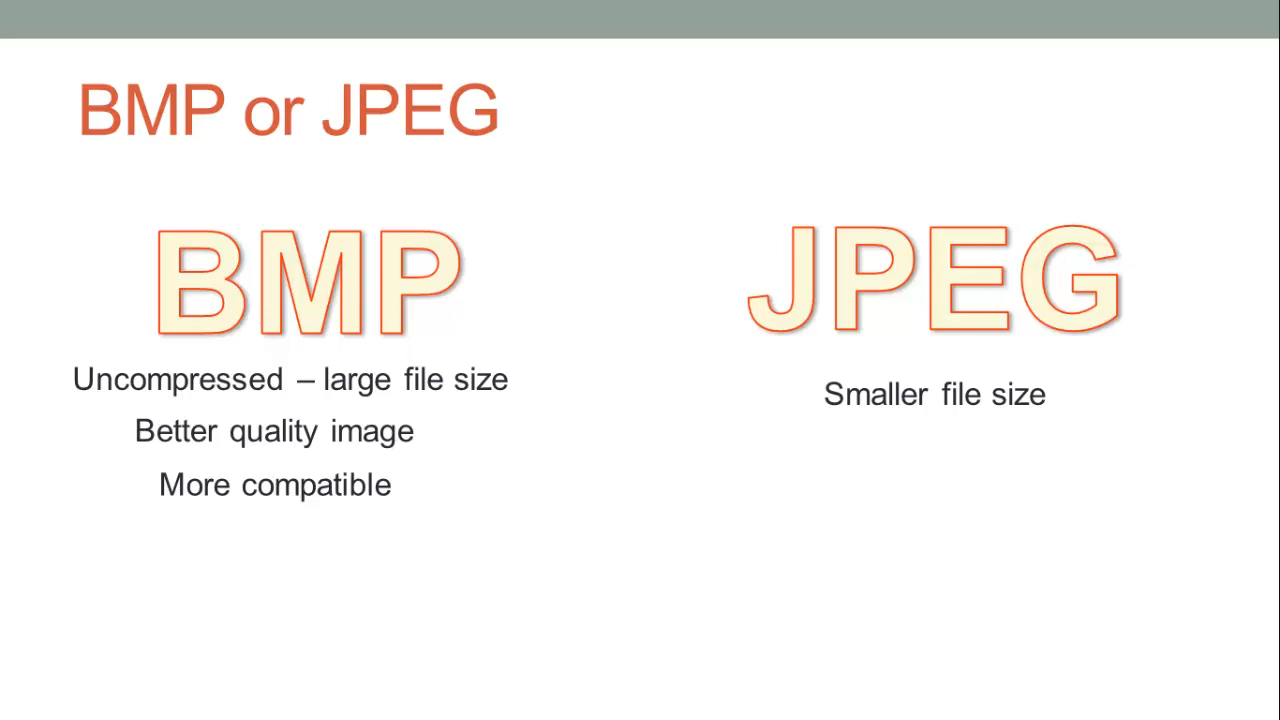 BMP or JPEG
BMP
Uncompressed – large file size
Better quality image
More compatible
JPEG
Smaller file size